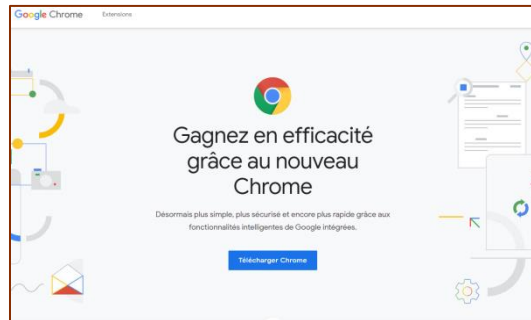 Google Chrome
Extensions
Gagnez en efficacité
grâce au nouveau
Chrome
Désormais plus simple, plus sécurisé et encore plus rapide grâce aux
fonctionnalités intelligentes de Google intégrées.
Télécharger Chrome